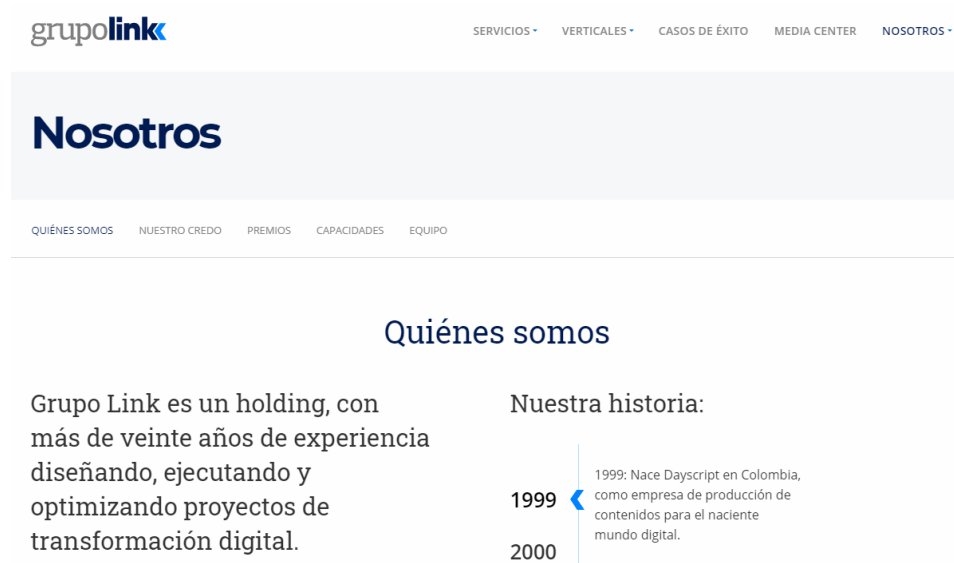 grupolink
SERVICIOS VERTICALES CASOS DE ÉXITO MEDIA CENTER NOSOTROS
Nosotros
QUIÉNES SOMOS NUESTRO CREDO PREMIOS CAPACIDADES EQUIPO
Quiénes somos
Grupo Link es un holding, con
más de veinte años de experiencia
diseñando, ejecutando y
optimizando proyectos de
transformación digital.
Nuestra historia:
1999
1999: Nace Dayscript en Colombia,
como empresa de producción de
contenidos para el naciente
mundo digital.
2000